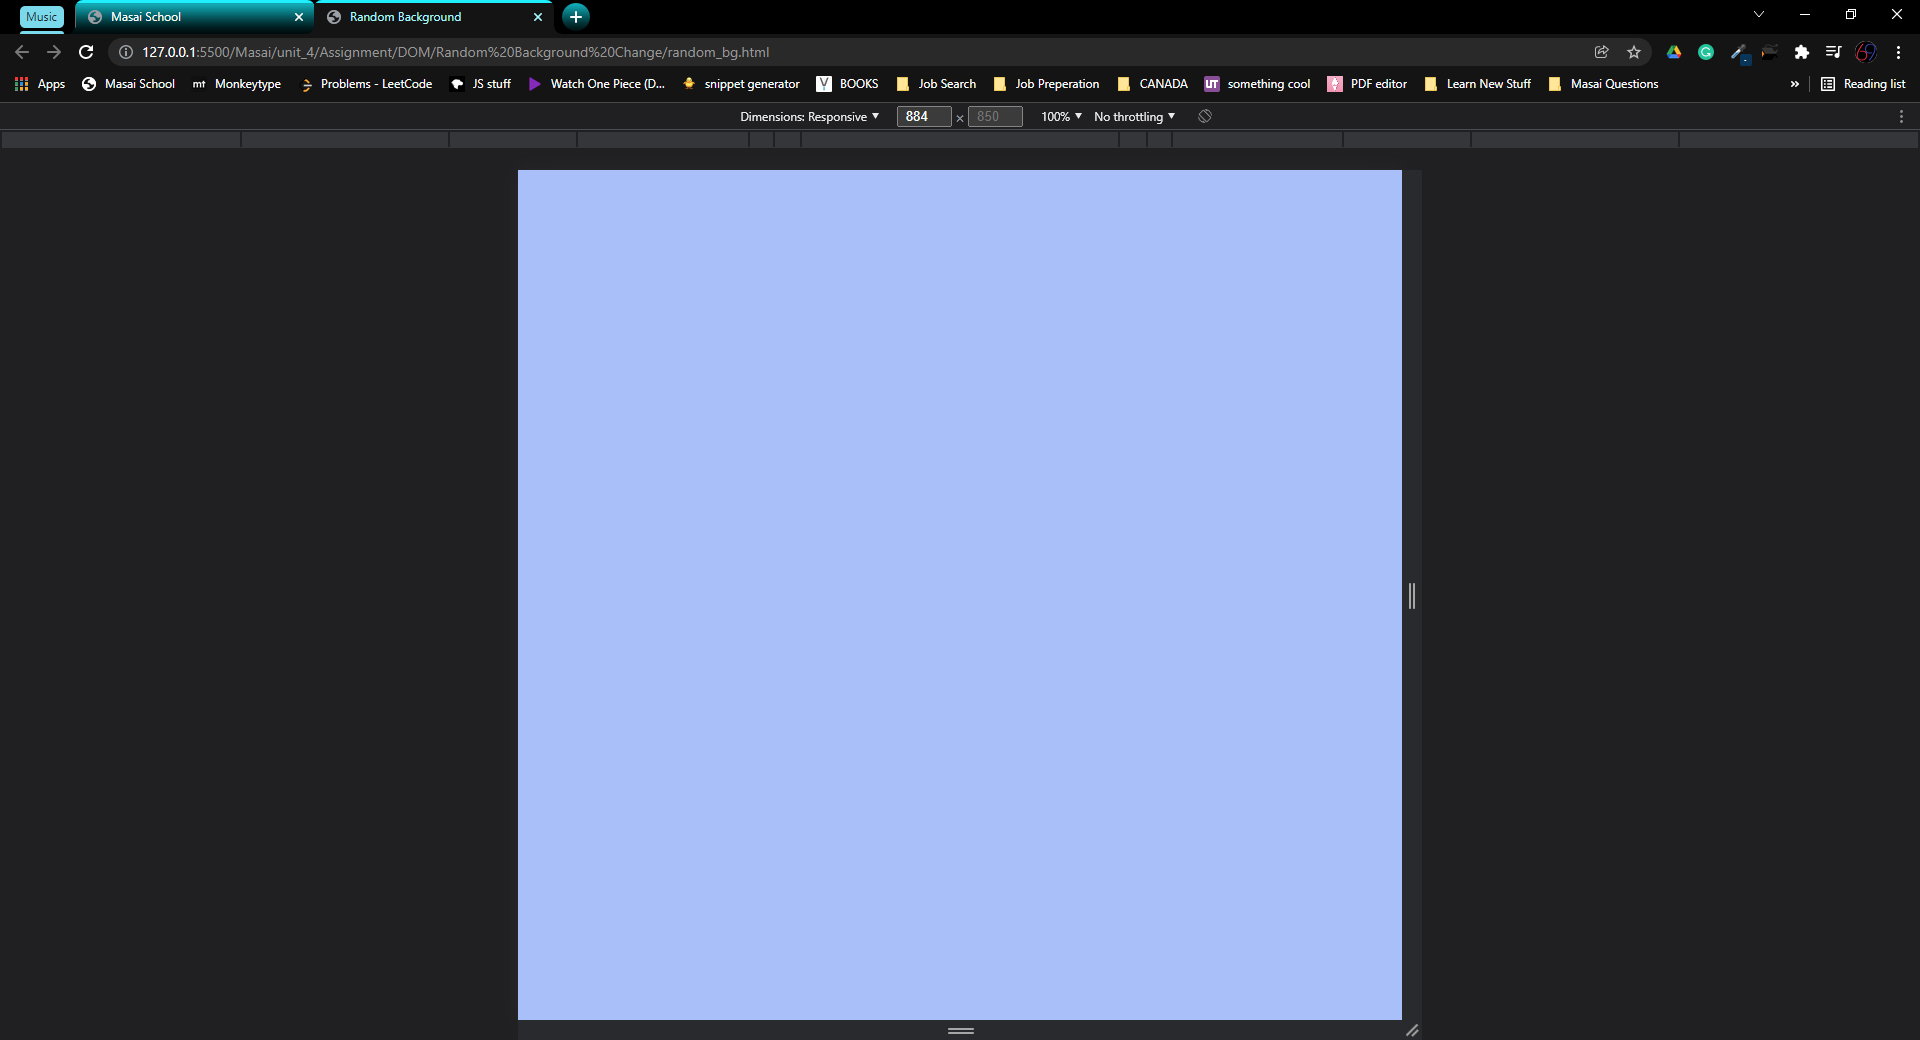 Music Masai School Random Background
127.0.0.1:5500/Masai/unit_4/Assignment/DOM/Random%20Background%20Change/random_bg.html
Apps Masai School mt Monkeytype Problems - LeetCode JS stuff Watch One Piece (D... snippet generator Y BOOKS Job Search Job Preperation CANADA UT something cool PDF editor Learn New Stuff Masai Questions » Reading list
Dimensions: Responsive 884 × 850 100% No throttling